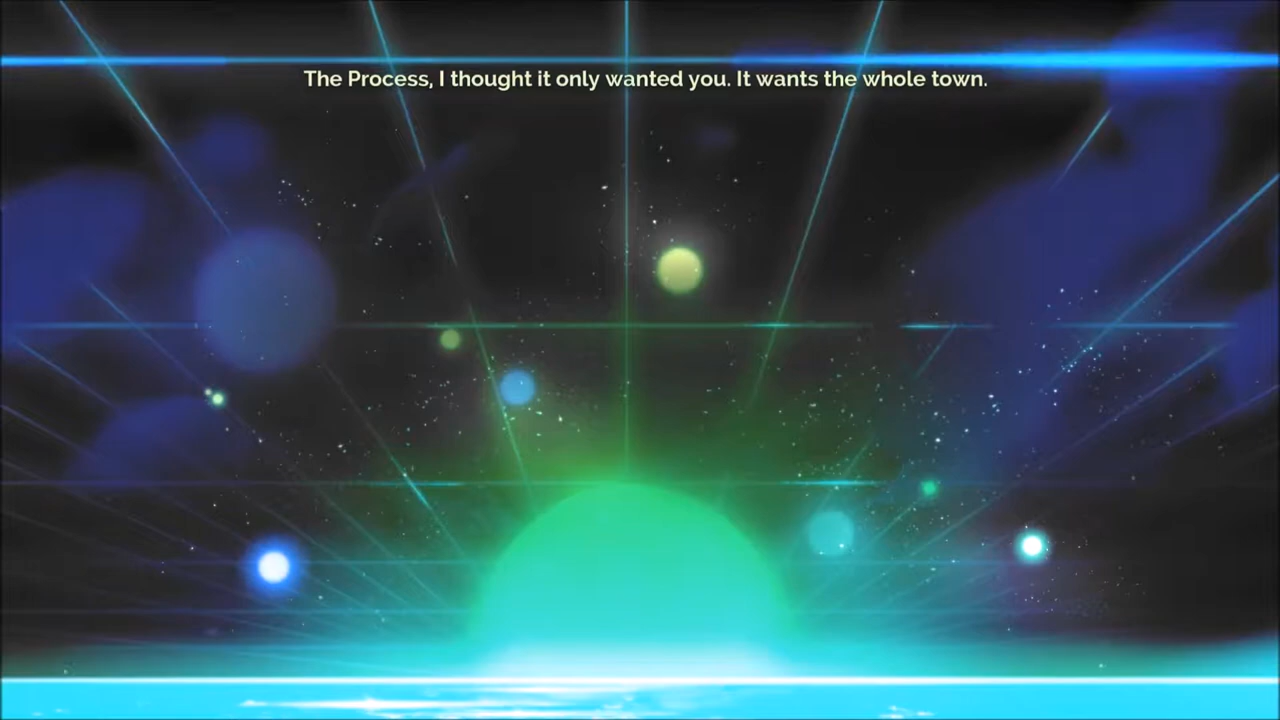 The Process, I thought it only wanted you. It wants the whole town.